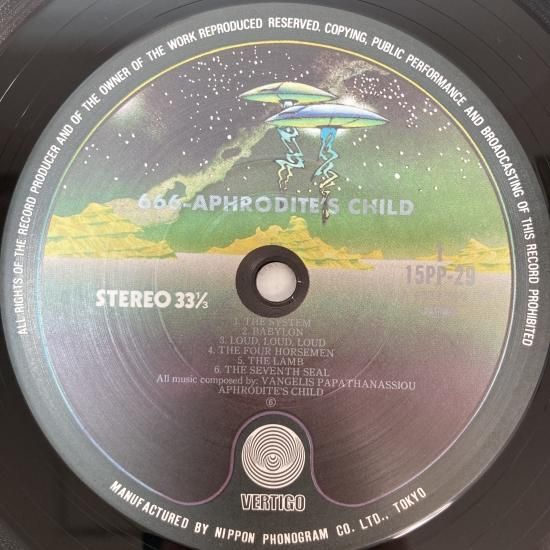 ALL RIGHTS OF THE RECORD PRODUCER AND OF THE OWNER OF THE WORK REPRODUCED RESERVED. COPYING, PUBLIC PERFORMANCE AND BROADCASTING OF THIS RECORD PROHIBITED
666-APHRODITE'S CHILD
1
15PP-29
STEREO 33⅓
1. THE SYSTEM
2. BABYLON
3. LOUD, LOUD, LOUD
4. THE FOUR HORSEMEN
5. THE LAMB
6. THE SEVENTH SEAL
All music composed by: VANGELIS PAPATHANASSIOU
APHRODITE'S CHILD
VERTIGO
MANUFACTURED BY NIPPON PHONOGRAM CO. LTD., TOKYO